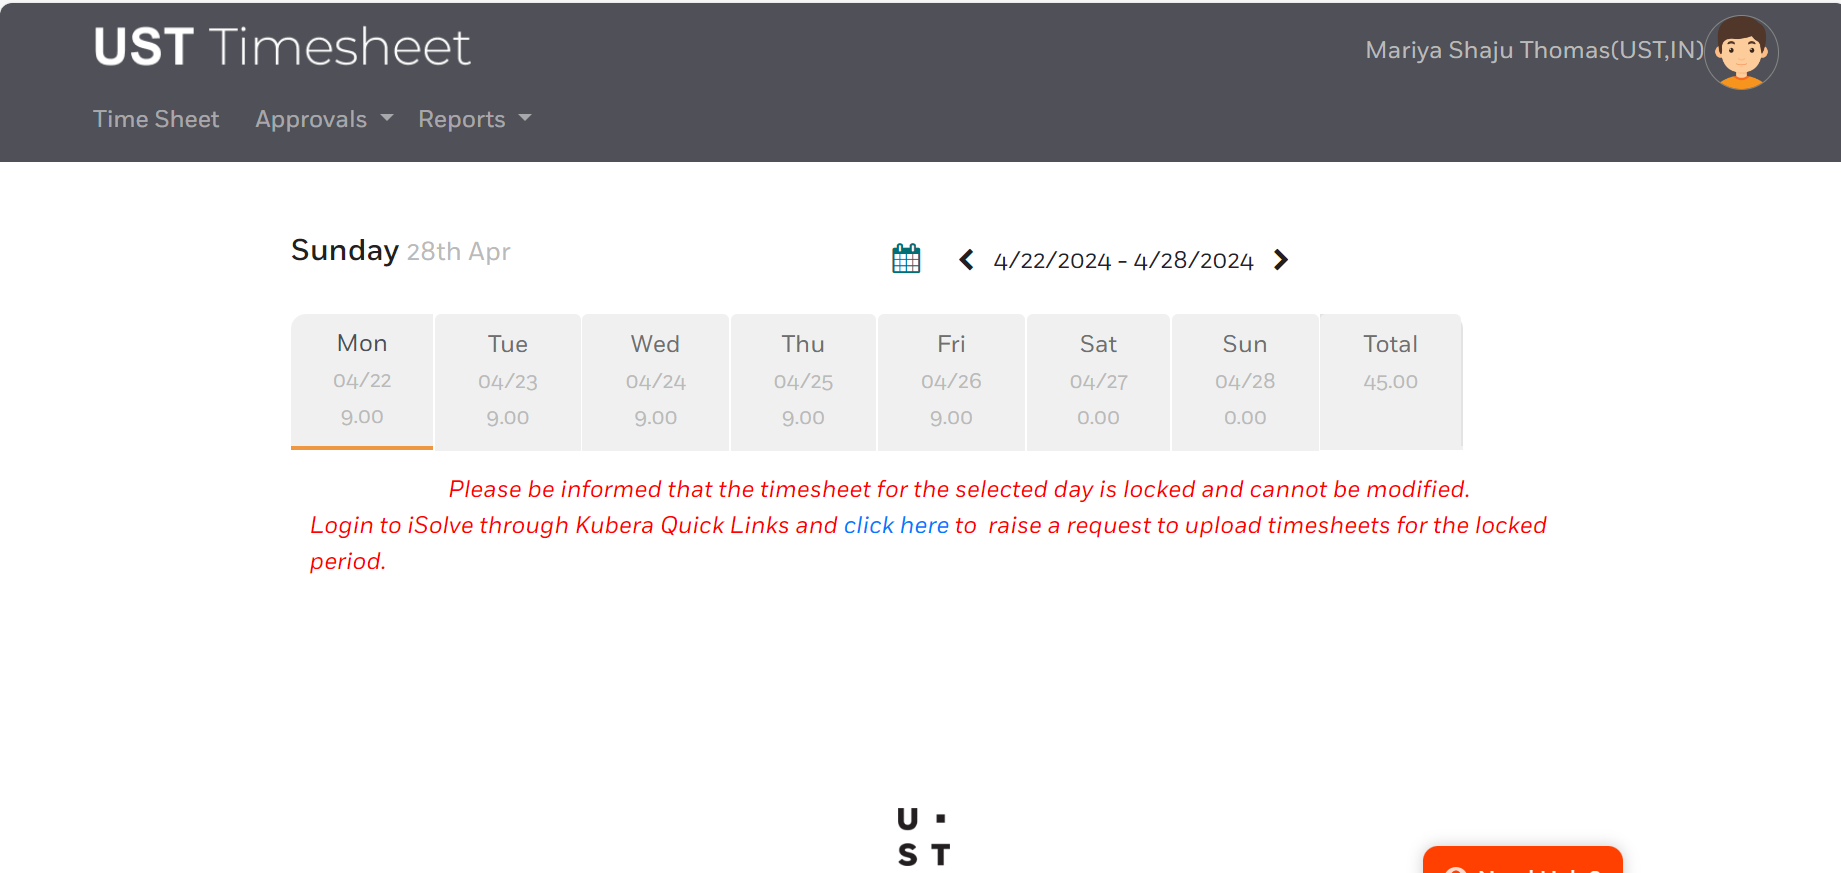 UST Timesheet
Mariya Shaju Thomas(UST,IN)
Time Sheet Approvals Reports
Sunday 28th Apr
4/22/2024 - 4/28/2024
Mon Tue Wed Thu Fri Sat Sun Total
04/22 04/23 04/24 04/25 04/26 04/27 04/28 45.00
9.00 9.00 9.00 9.00 9.00 0.00 0.00
Please be informed that the timesheet for the selected day is locked and cannot be modified.
Login to iSolve through Kubera Quick Links and click here to raise a request to upload timesheets for the locked
period.
U
ST